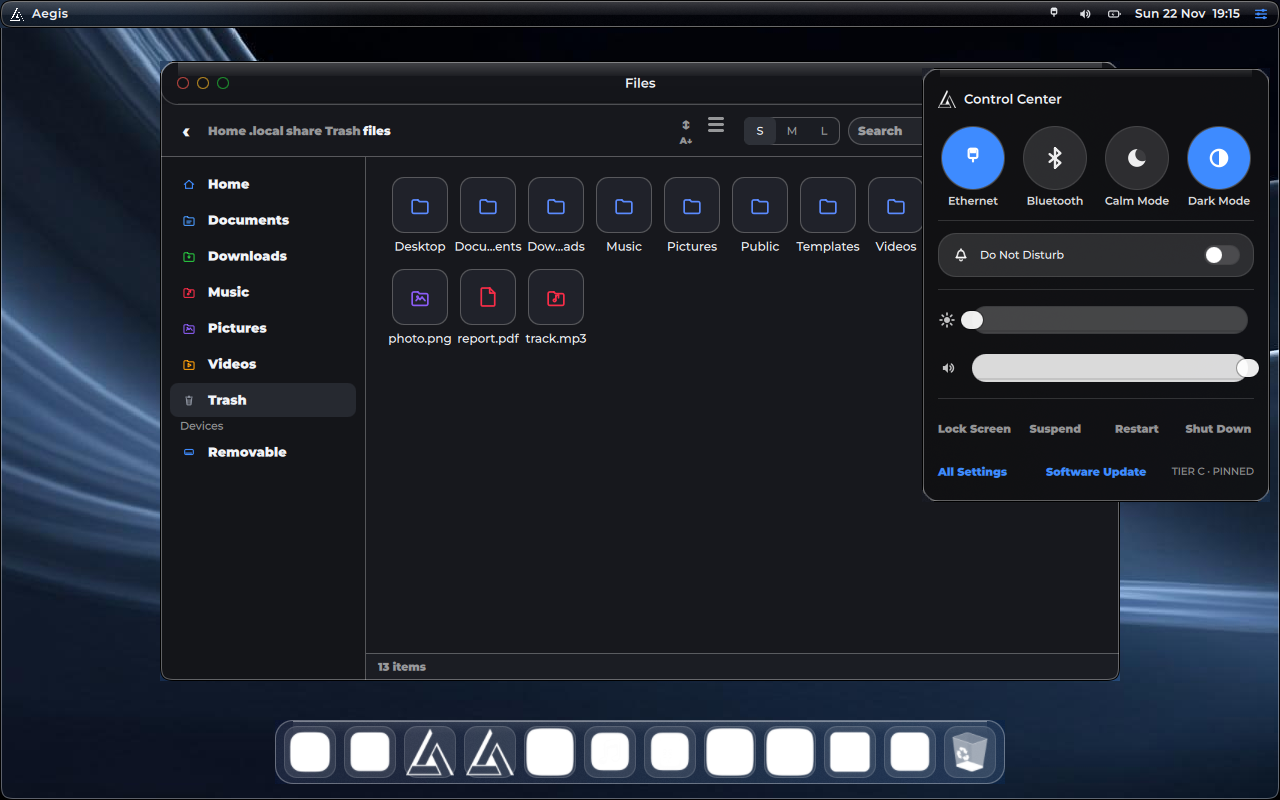 Aegis
Sun 22 Nov 19:15
Files
Home .local share Trash files
A
S M L
Search
Home
Documents
Downloads
Music
Pictures
Videos
Trash
Devices
Removable
Desktop Docu...ents Dow...ads Music Pictures Public Templates Videos
photo.png report.pdf track.mp3
13 items
Control Center
Ethernet Bluetooth Calm Mode Dark Mode
Do Not Disturb
Lock Screen Suspend Restart Shut Down
All Settings Software Update TIER C · PINNED